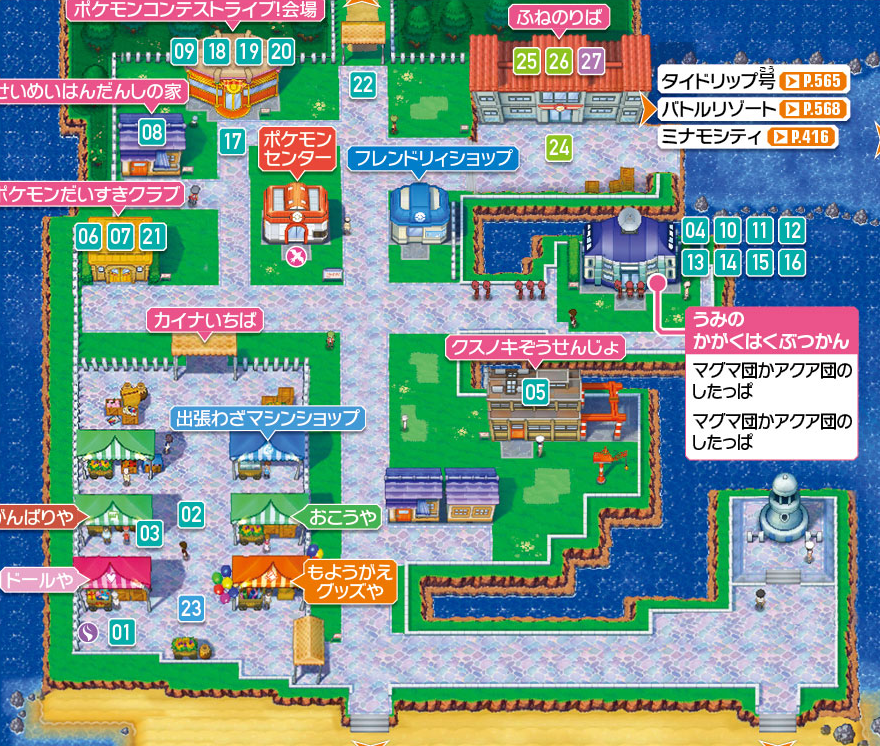 ポケモンコンテストライブ!会場
09 18 19 20
22
ふねのりば
25 26 27
タイドリップ号 ▶P.565
こう
バトルリゾート ▶P.568
ミナモシティ ▶P.416
せいめいはんだんしの家
08
17
ポケモン
センター
フレンドリィショップ
24
ポケモンだいすきクラブ
06 07 21
04 10 11 12
13 14 15 16
うみの
かがくはくぶつかん
マグマ団かアクア団の
したっぱ
マグマ団かアクア団の
したっぱ
カイナいちば
クスノキぞうせんじょ
05
出張わざマシンショップ
がんばりや
03
02
おこうや
ドールや
もようがえ
グッズや
23
01